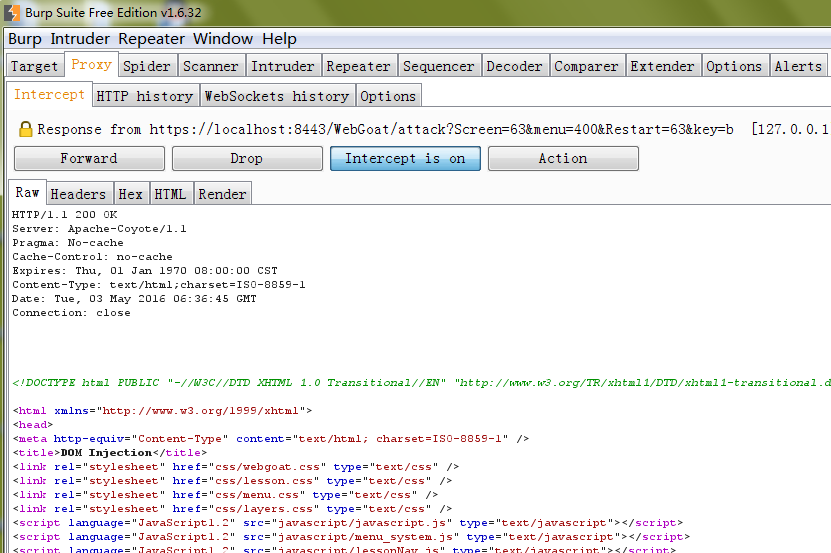 Burp Suite Free Edition v1.6.32
Burp Intruder Repeater Window Help
Target Proxy Spider Scanner Intruder Repeater Sequencer Decoder Comparer Extender Options Alerts
Intercept HTTP history WebSockets history Options
Response from https://localhost:8443/WebGoat/attack?Screen=63&menu=400&Restart=63&key=b [127.0.0.1
Forward Drop Intercept is on Action
Raw Headers Hex HTML Render
HTTP/1.1 200 OK
Server: Apache-Coyote/1.1
Pragma: No-cache
Cache-Control: no-cache
Expires: Thu, 01 Jan 1970 08:00:00 CST
Content-Type: text/html;charset=ISO-8859-1
Date: Tue, 03 May 2016 06:36:45 GMT
Connection: close
<!DOCTYPE html PUBLIC "-//W3C//DTD XHTML 1.0 Transitional//EN" "http://www.w3.org/TR/xhtml1/DTD/xhtml1-transitional.d
<html xmlns="http://www.w3.org/1999/xhtml">
<head>
<meta http-equiv="Content-Type" content="text/html; charset=ISO-8859-1" />
<title>DOM Injection</title>
<link rel="stylesheet" href="css/webgoat.css" type="text/css" />
<link rel="stylesheet" href="css/lesson.css" type="text/css" />
<link rel="stylesheet" href="css/menu.css" type="text/css" />
<link rel="stylesheet" href="css/layers.css" type="text/css" />
<script language="JavaScript1.2" src="javascript/javascript.js" type="text/javascript"></script>
<script language="JavaScript1.2" src="javascript/menu_system.js" type="text/javascript"></script>
<script language="JavaScript1.2" src="javascript/lessonNav.js" type="text/javascript"></script>